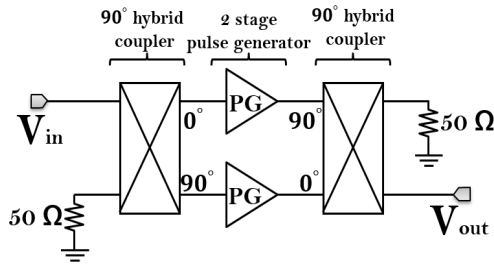 90° hybrid coupler
2 stage pulse generator
90° hybrid coupler
Vin
0°
PG
90°
50 Ω
50 Ω
90°
PG
0°
Vout